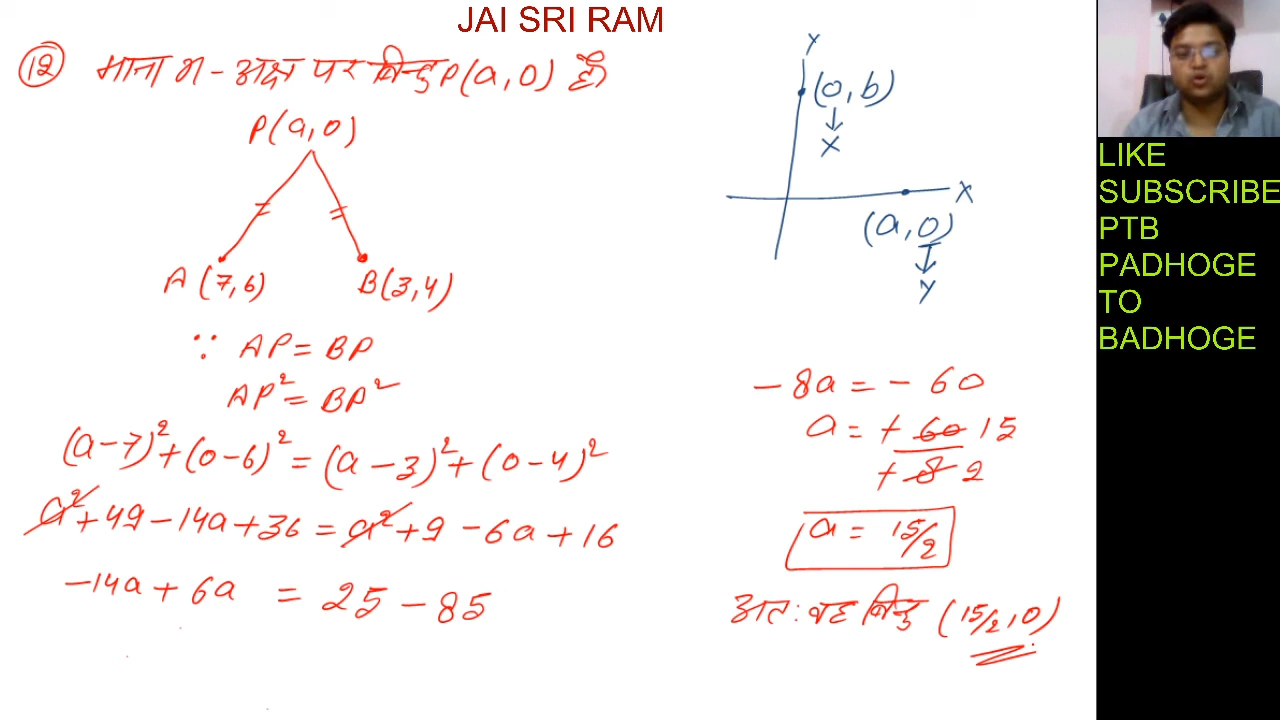 JAI SRI RAM
12 माना x-अक्ष पर बिन्दु P(a,0) है
P(a,0)
A(7,6) B(3,4)
∵ AP = BP
AP² = BP²
(a-7)²+(0-6)² = (a-3)²+(0-4)²
a²+49-14a+36 = a²+9-6a+16
-14a+6a = 25-85
Y
(0,b)
↓
X
X
(a,0)
↓
Y
-8a = -60
a = +60 15
+8 2
a = 15/2
अतः वह बिन्दु (15/2,0)
LIKE
SUBSCRIBE
PTB
PADHOGE
TO
BADHOGE